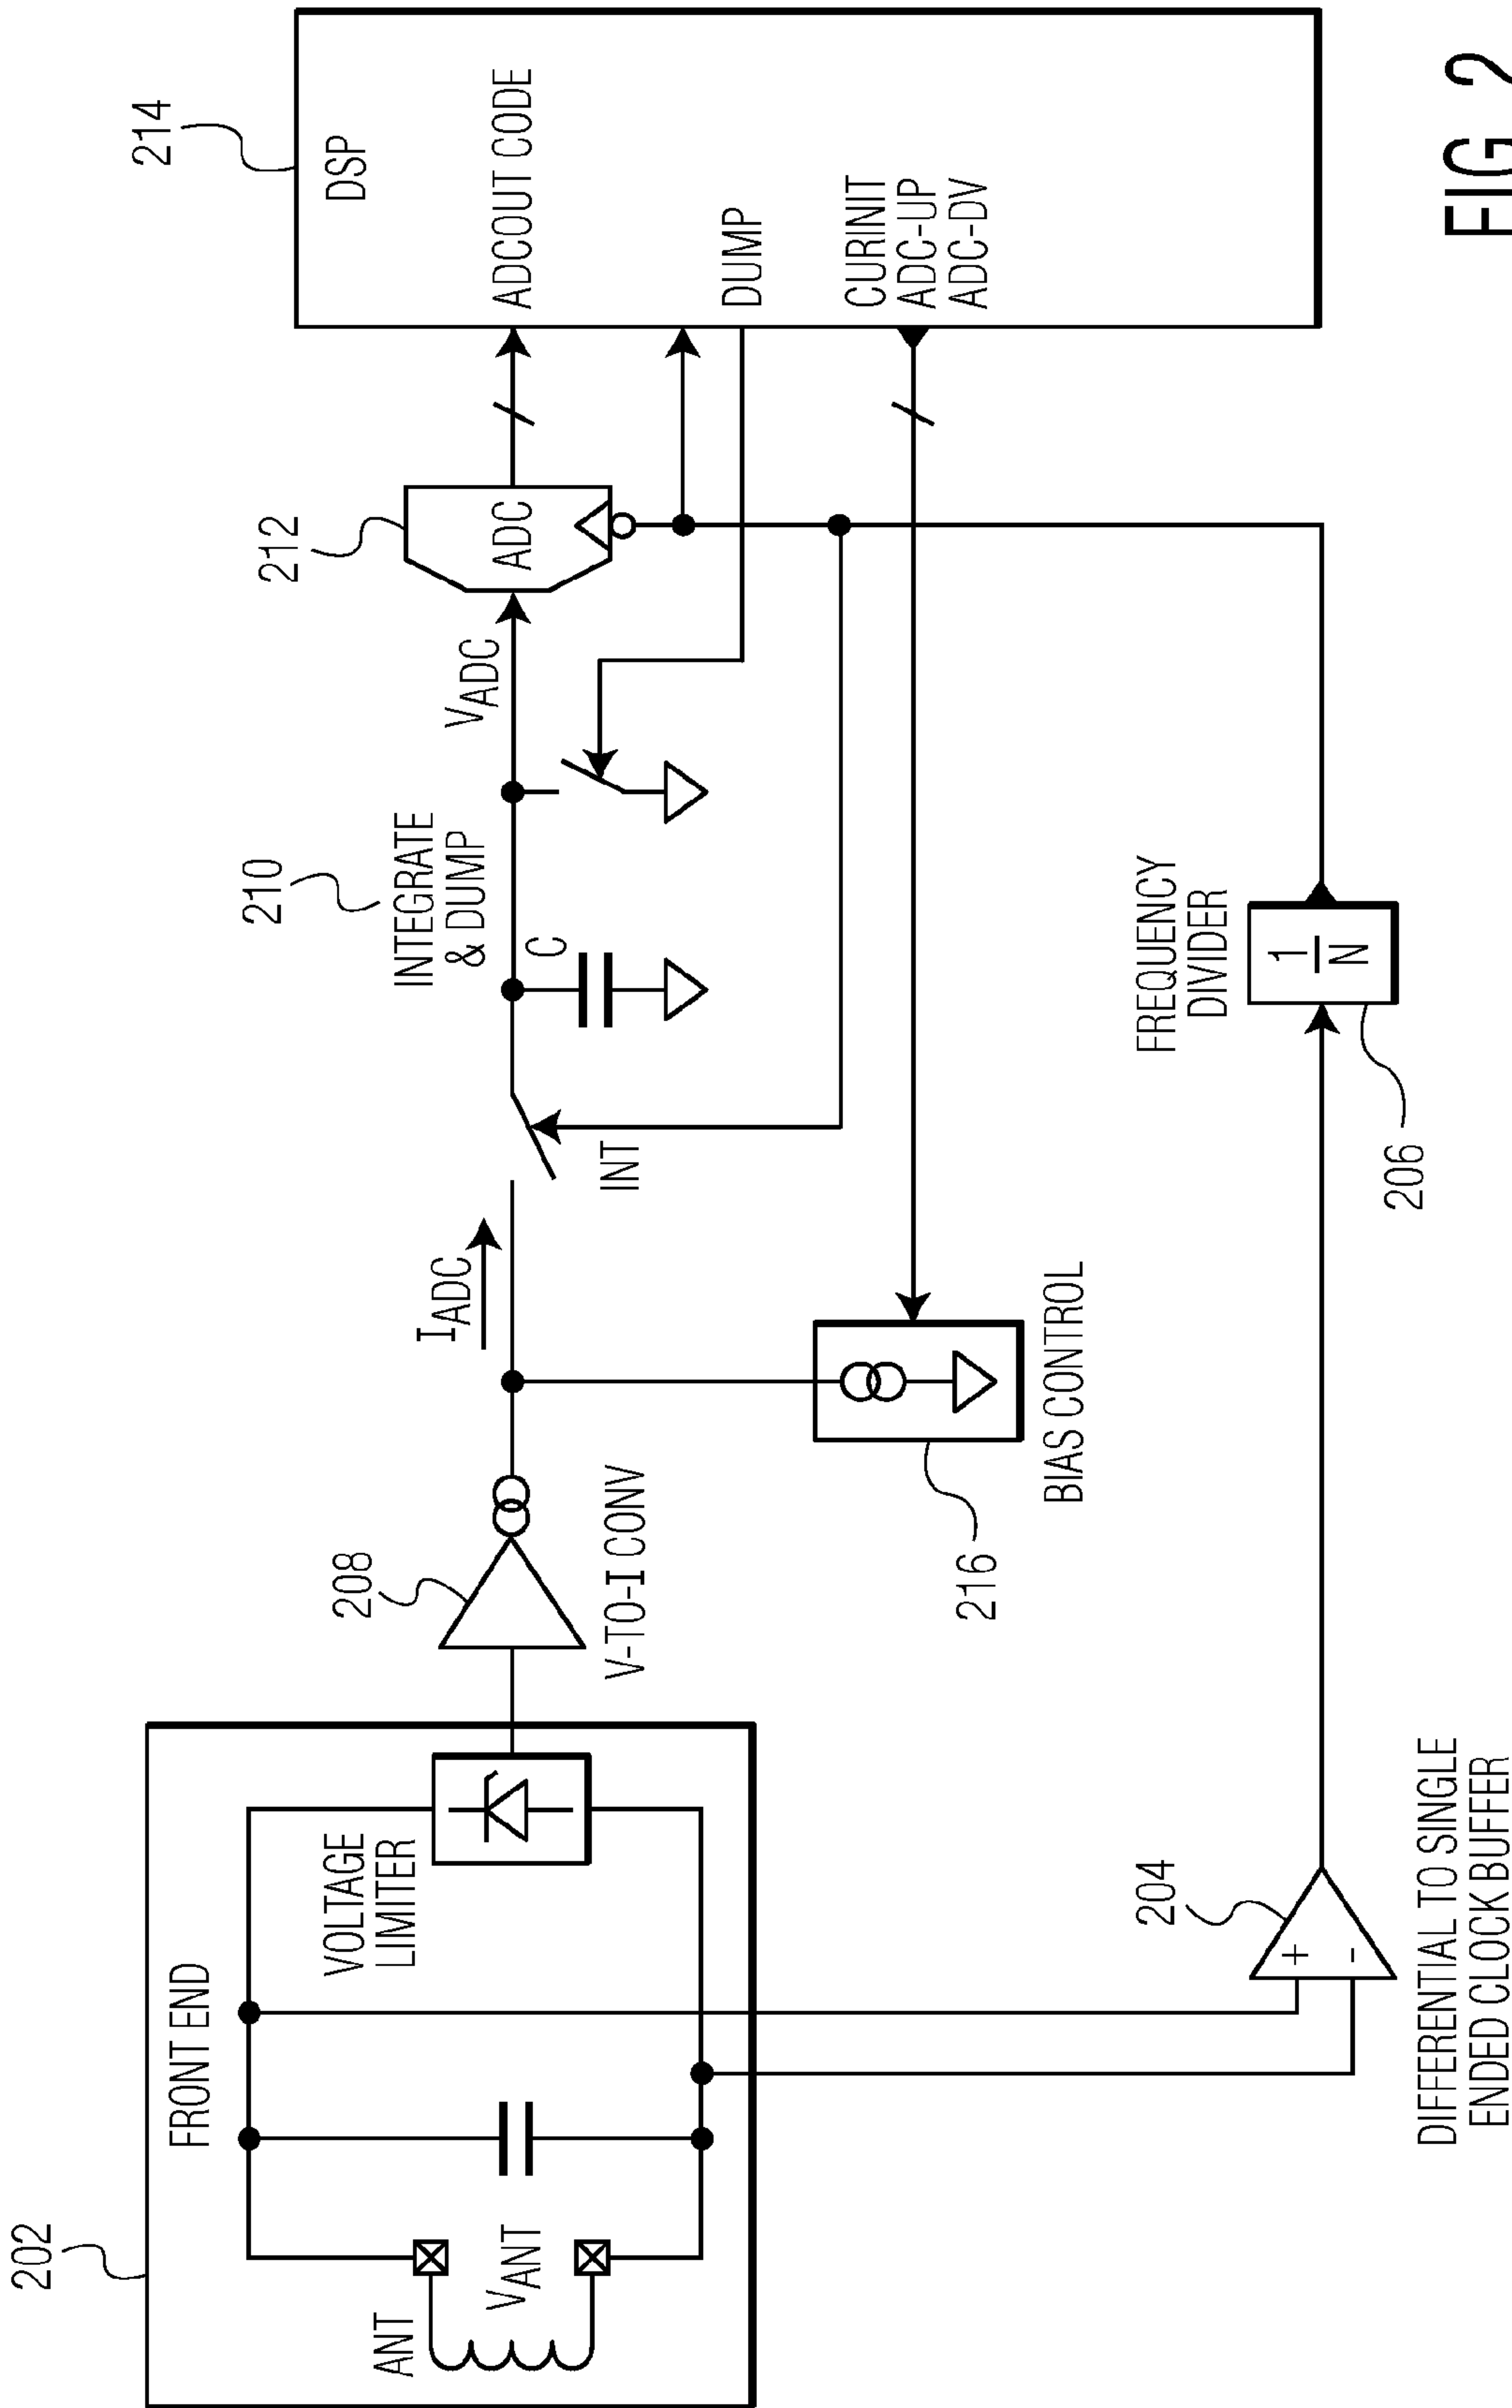 202
FRONT END
ANT
VANT
VOLTAGE
LIMITER
208
V-TO-I CONV
IADC
INT
210
INTEGRATE
& DUMP
C
VADC
212
ADC
214
DSP
ADCOUT CODE
DUMP
CURINIT
ADC-UP
ADC-DV
216
BIAS CONTROL
204
+
-
DIFFERENTIAL TO SINGLE
ENDED CLOCK BUFFER
FREQUENCY
DIVIDER
1
N
206
FIG 2